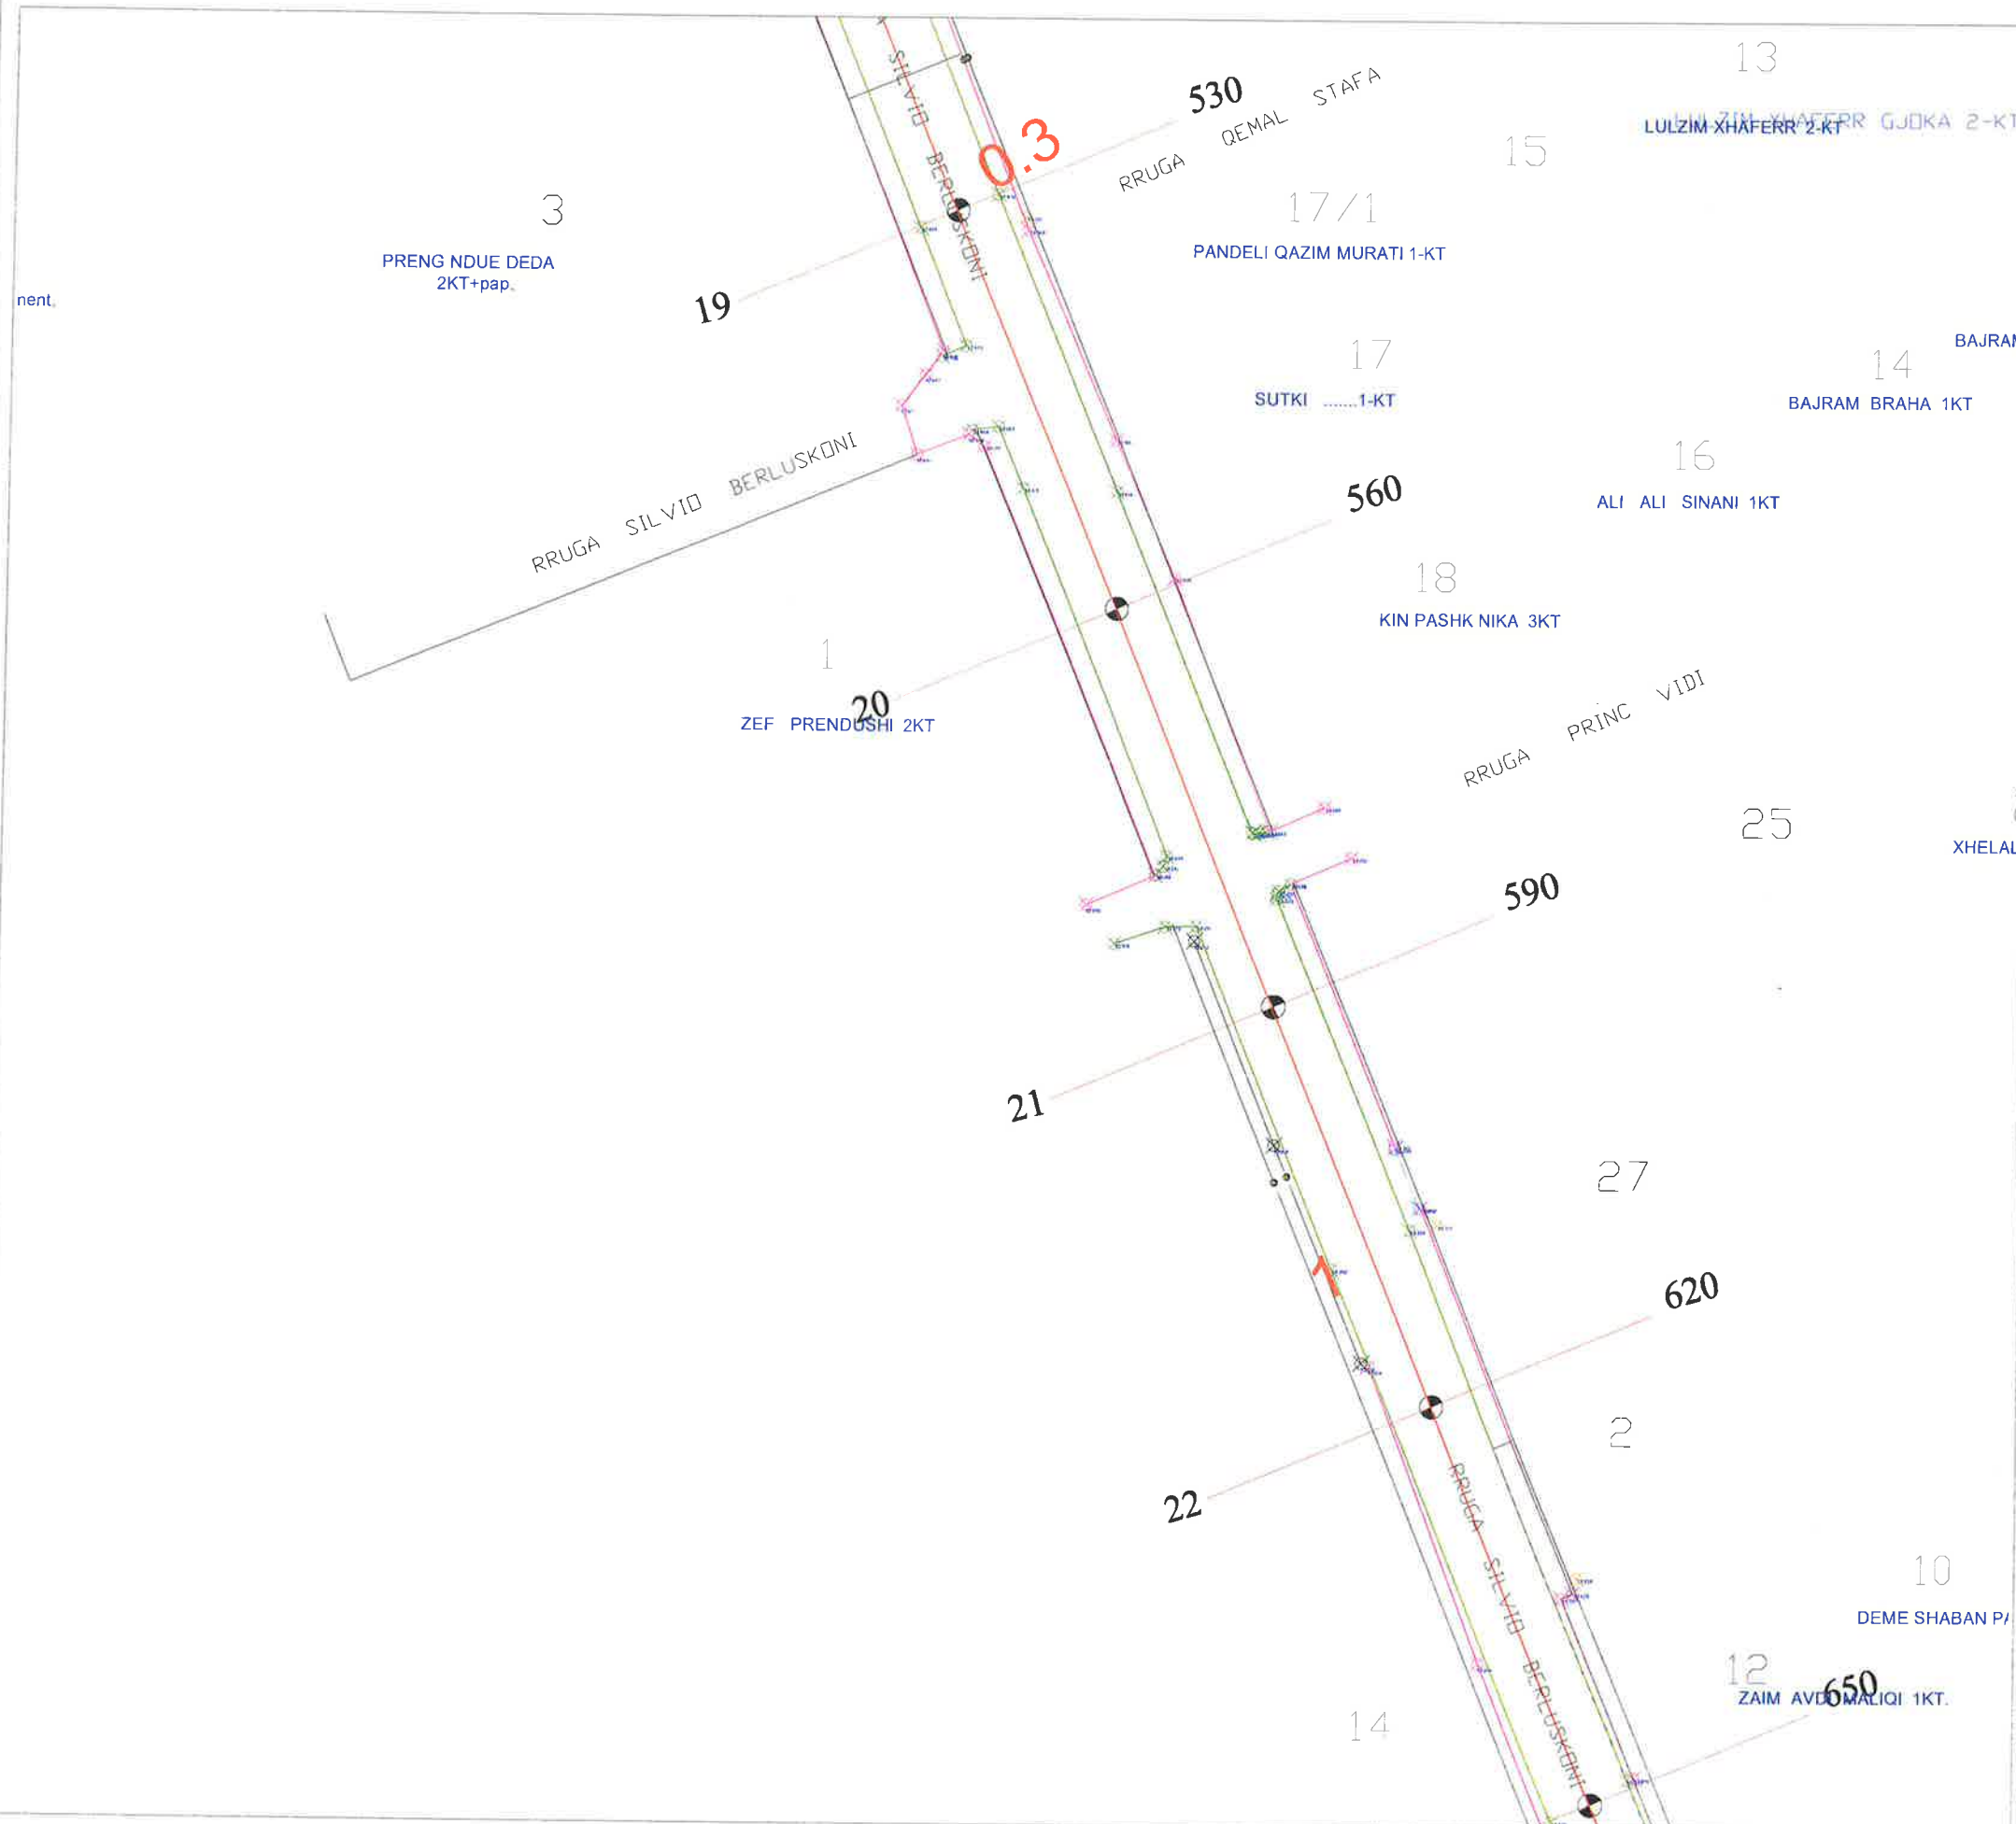 13
LULZIM XHAFERR GJOKA 2-KT
LULZIM XHAFERR 2-KT
530
RRUGA QEMAL STAFA
0.3
15
SILVIO BERLUSKONI
3
17/1
PRENG NDUE DEDA
2KT+pap.
PANDELI QAZIM MURATI 1-KT
nent.
19
17
BAJRAM
14
SUTKI .......1-KT
BAJRAM BRAHA 1KT
RRUGA SILVIO BERLUSKONI
16
560
ALI ALI SINANI 1KT
18
KIN PASHK NIKA 3KT
1
20
ZEF PRENDUSHI 2KT
RRUGA PRINC VIDI
25
XHELAL
590
21
27
1
620
2
22
RRUGA SILVIO BERLUSKONI
10
DEME SHABAN PA
12
650
ZAIM AVDI MALIQI 1KT.
14